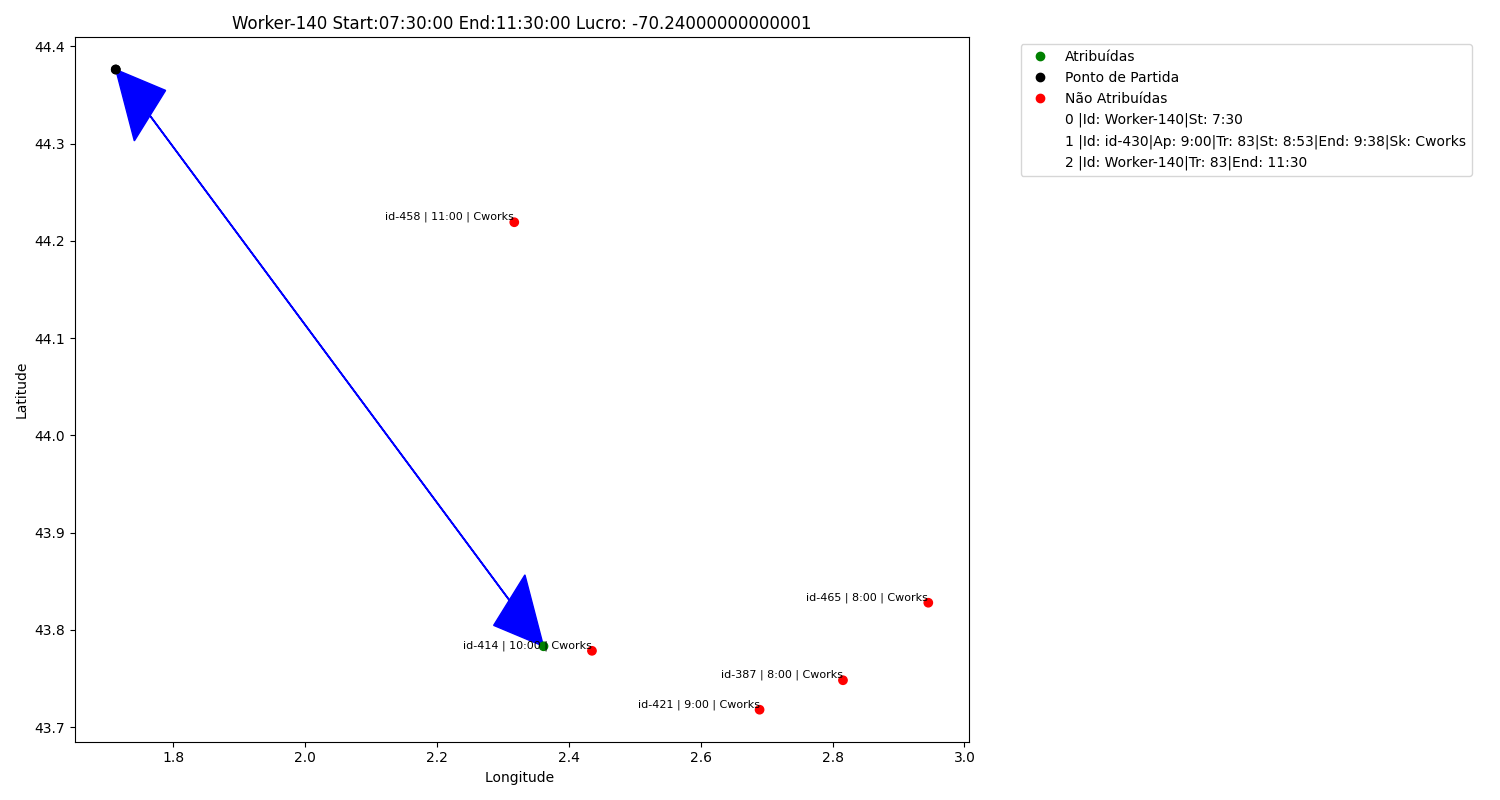 Worker-140 Start:07:30:00 End:11:30:00 Lucro: -70.24000000000001
44.4
44.3
44.2
44.1
44.0
43.9
43.8
43.7
Latitude
1.8
2.0
2.2
2.4
2.6
2.8
3.0
Longitude
id-458 | 11:00 | Cworks
id-465 | 8:00 | Cworks
id-414 | 10:00 | Cworks
id-387 | 8:00 | Cworks
id-421 | 9:00 | Cworks
Atribuídas
Ponto de Partida
Não Atribuídas
0 |Id: Worker-140|St: 7:30
1 |Id: id-430|Ap: 9:00|Tr: 83|St: 8:53|End: 9:38|Sk: Cworks
2 |Id: Worker-140|Tr: 83|End: 11:30